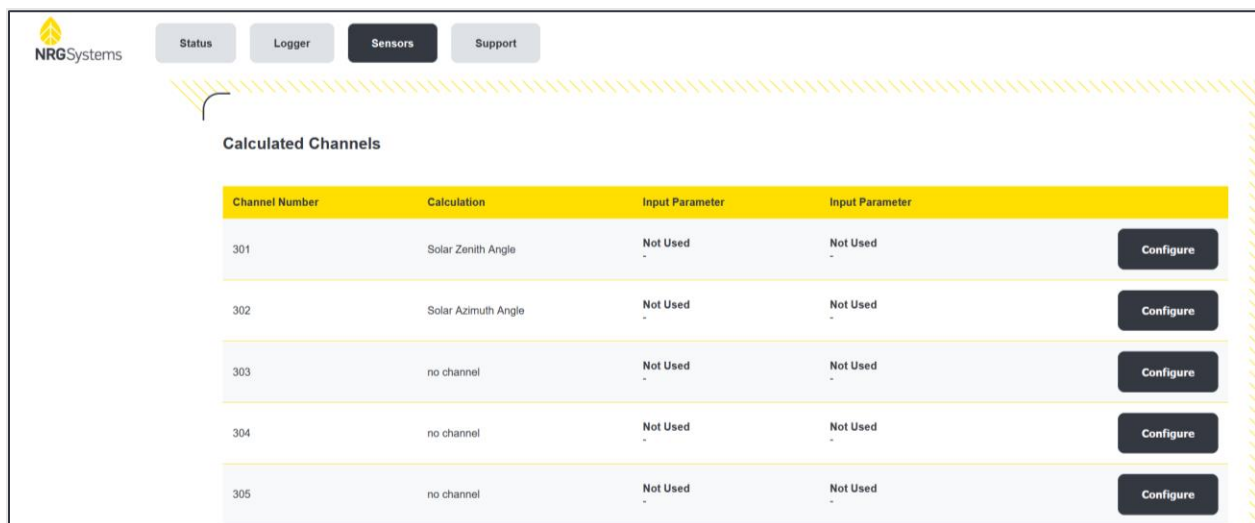 NRGSystems
Status Logger Sensors Support
Calculated Channels
Channel Number Calculation Input Parameter Input Parameter
301 Solar Zenith Angle Not Used Not Used Configure
- -
302 Solar Azimuth Angle Not Used Not Used Configure
- -
303 no channel Not Used Not Used Configure
- -
304 no channel Not Used Not Used Configure
- -
305 no channel Not Used Not Used Configure
- -